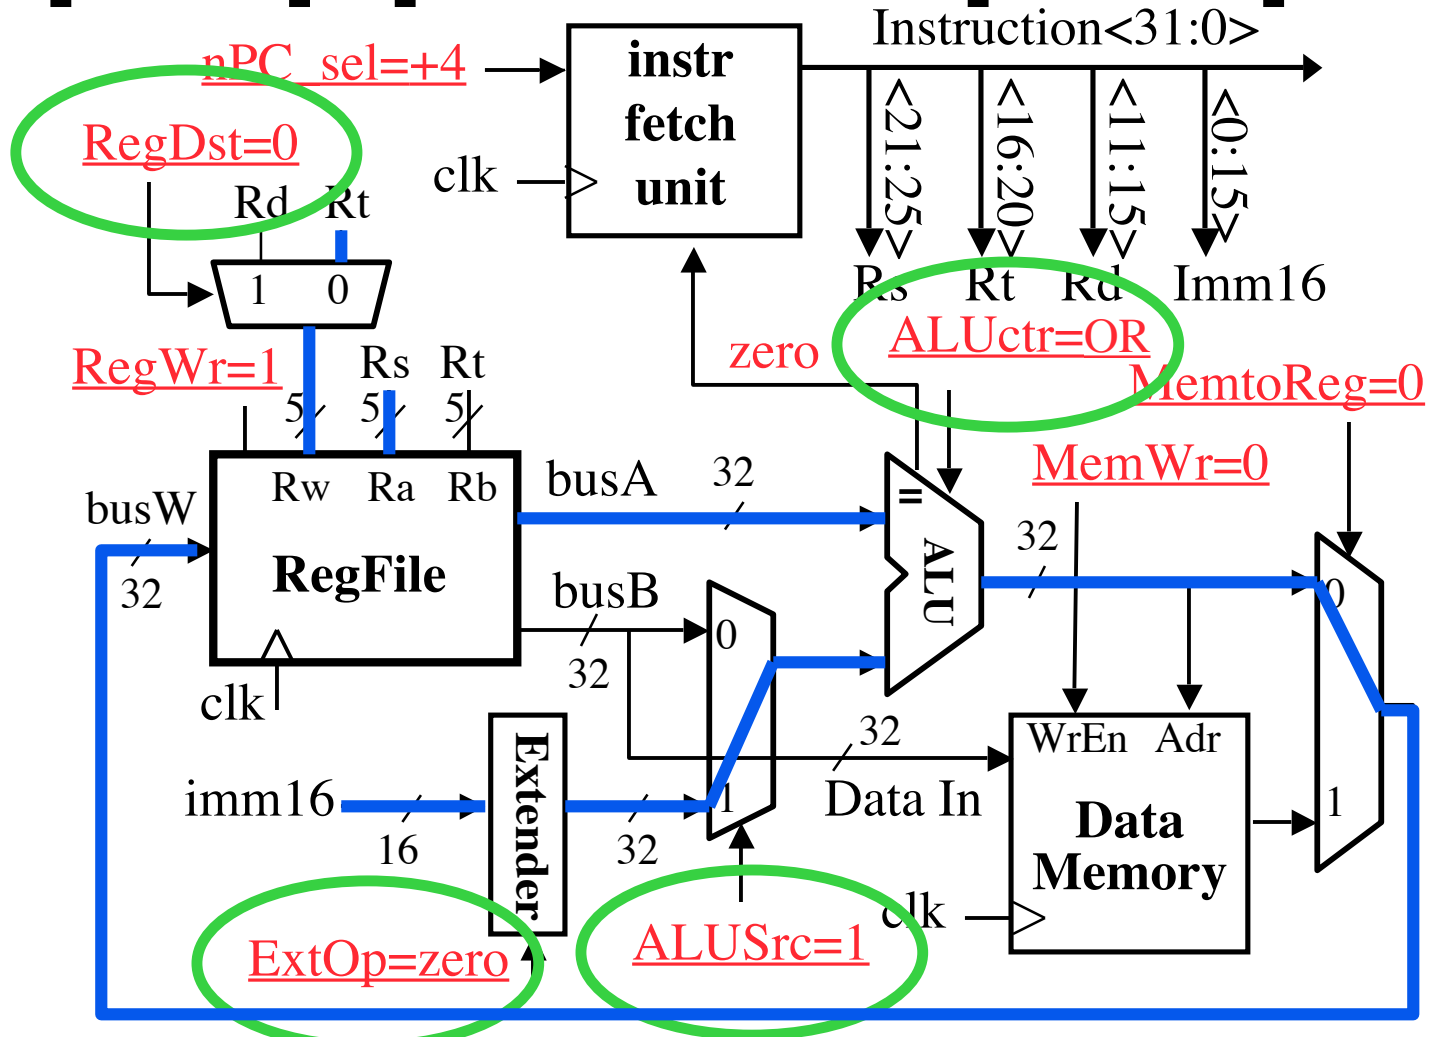 Instruction<31:0>
nPC_sel=+4
instr
fetch
unit
<21:25>
<16:20>
<11:15>
<0:15>
RegDst=0
clk
Rd Rt
1 0
Rs Rt Rd Imm16
ALUctr=OR
zero
RegWr=1
Rs Rt
MemtoReg=0
5 5 5
Rw Ra Rb
busA
32
=
MemWr=0
busW
32
RegFile
ALU
32
0
busB
32
0
clk
32
WrEn Adr
Extender
imm16
16
32
1
Data In
Data
Memory
1
clk
ExtOp=zero
ALUSrc=1